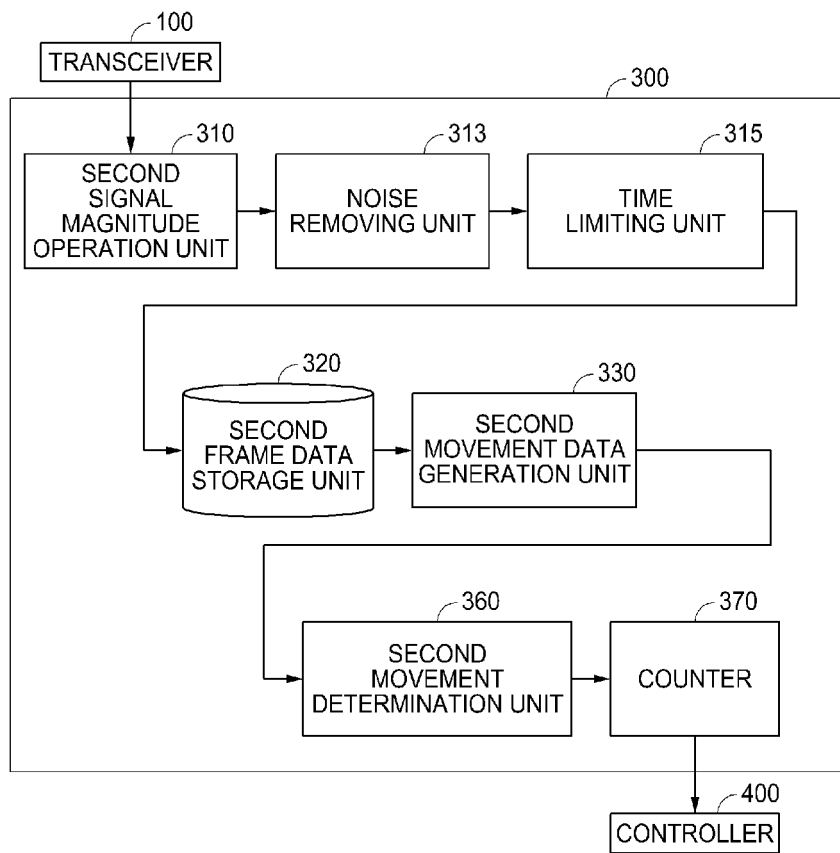 100
TRANSCEIVER
300
310
313
315
SECOND
SIGNAL
MAGNITUDE
OPERATION UNIT
NOISE
REMOVING UNIT
TIME
LIMITING UNIT
320
330
SECOND
FRAME DATA
STORAGE UNIT
SECOND
MOVEMENT DATA
GENERATION UNIT
360
370
SECOND
MOVEMENT
DETERMINATION UNIT
COUNTER
400
CONTROLLER